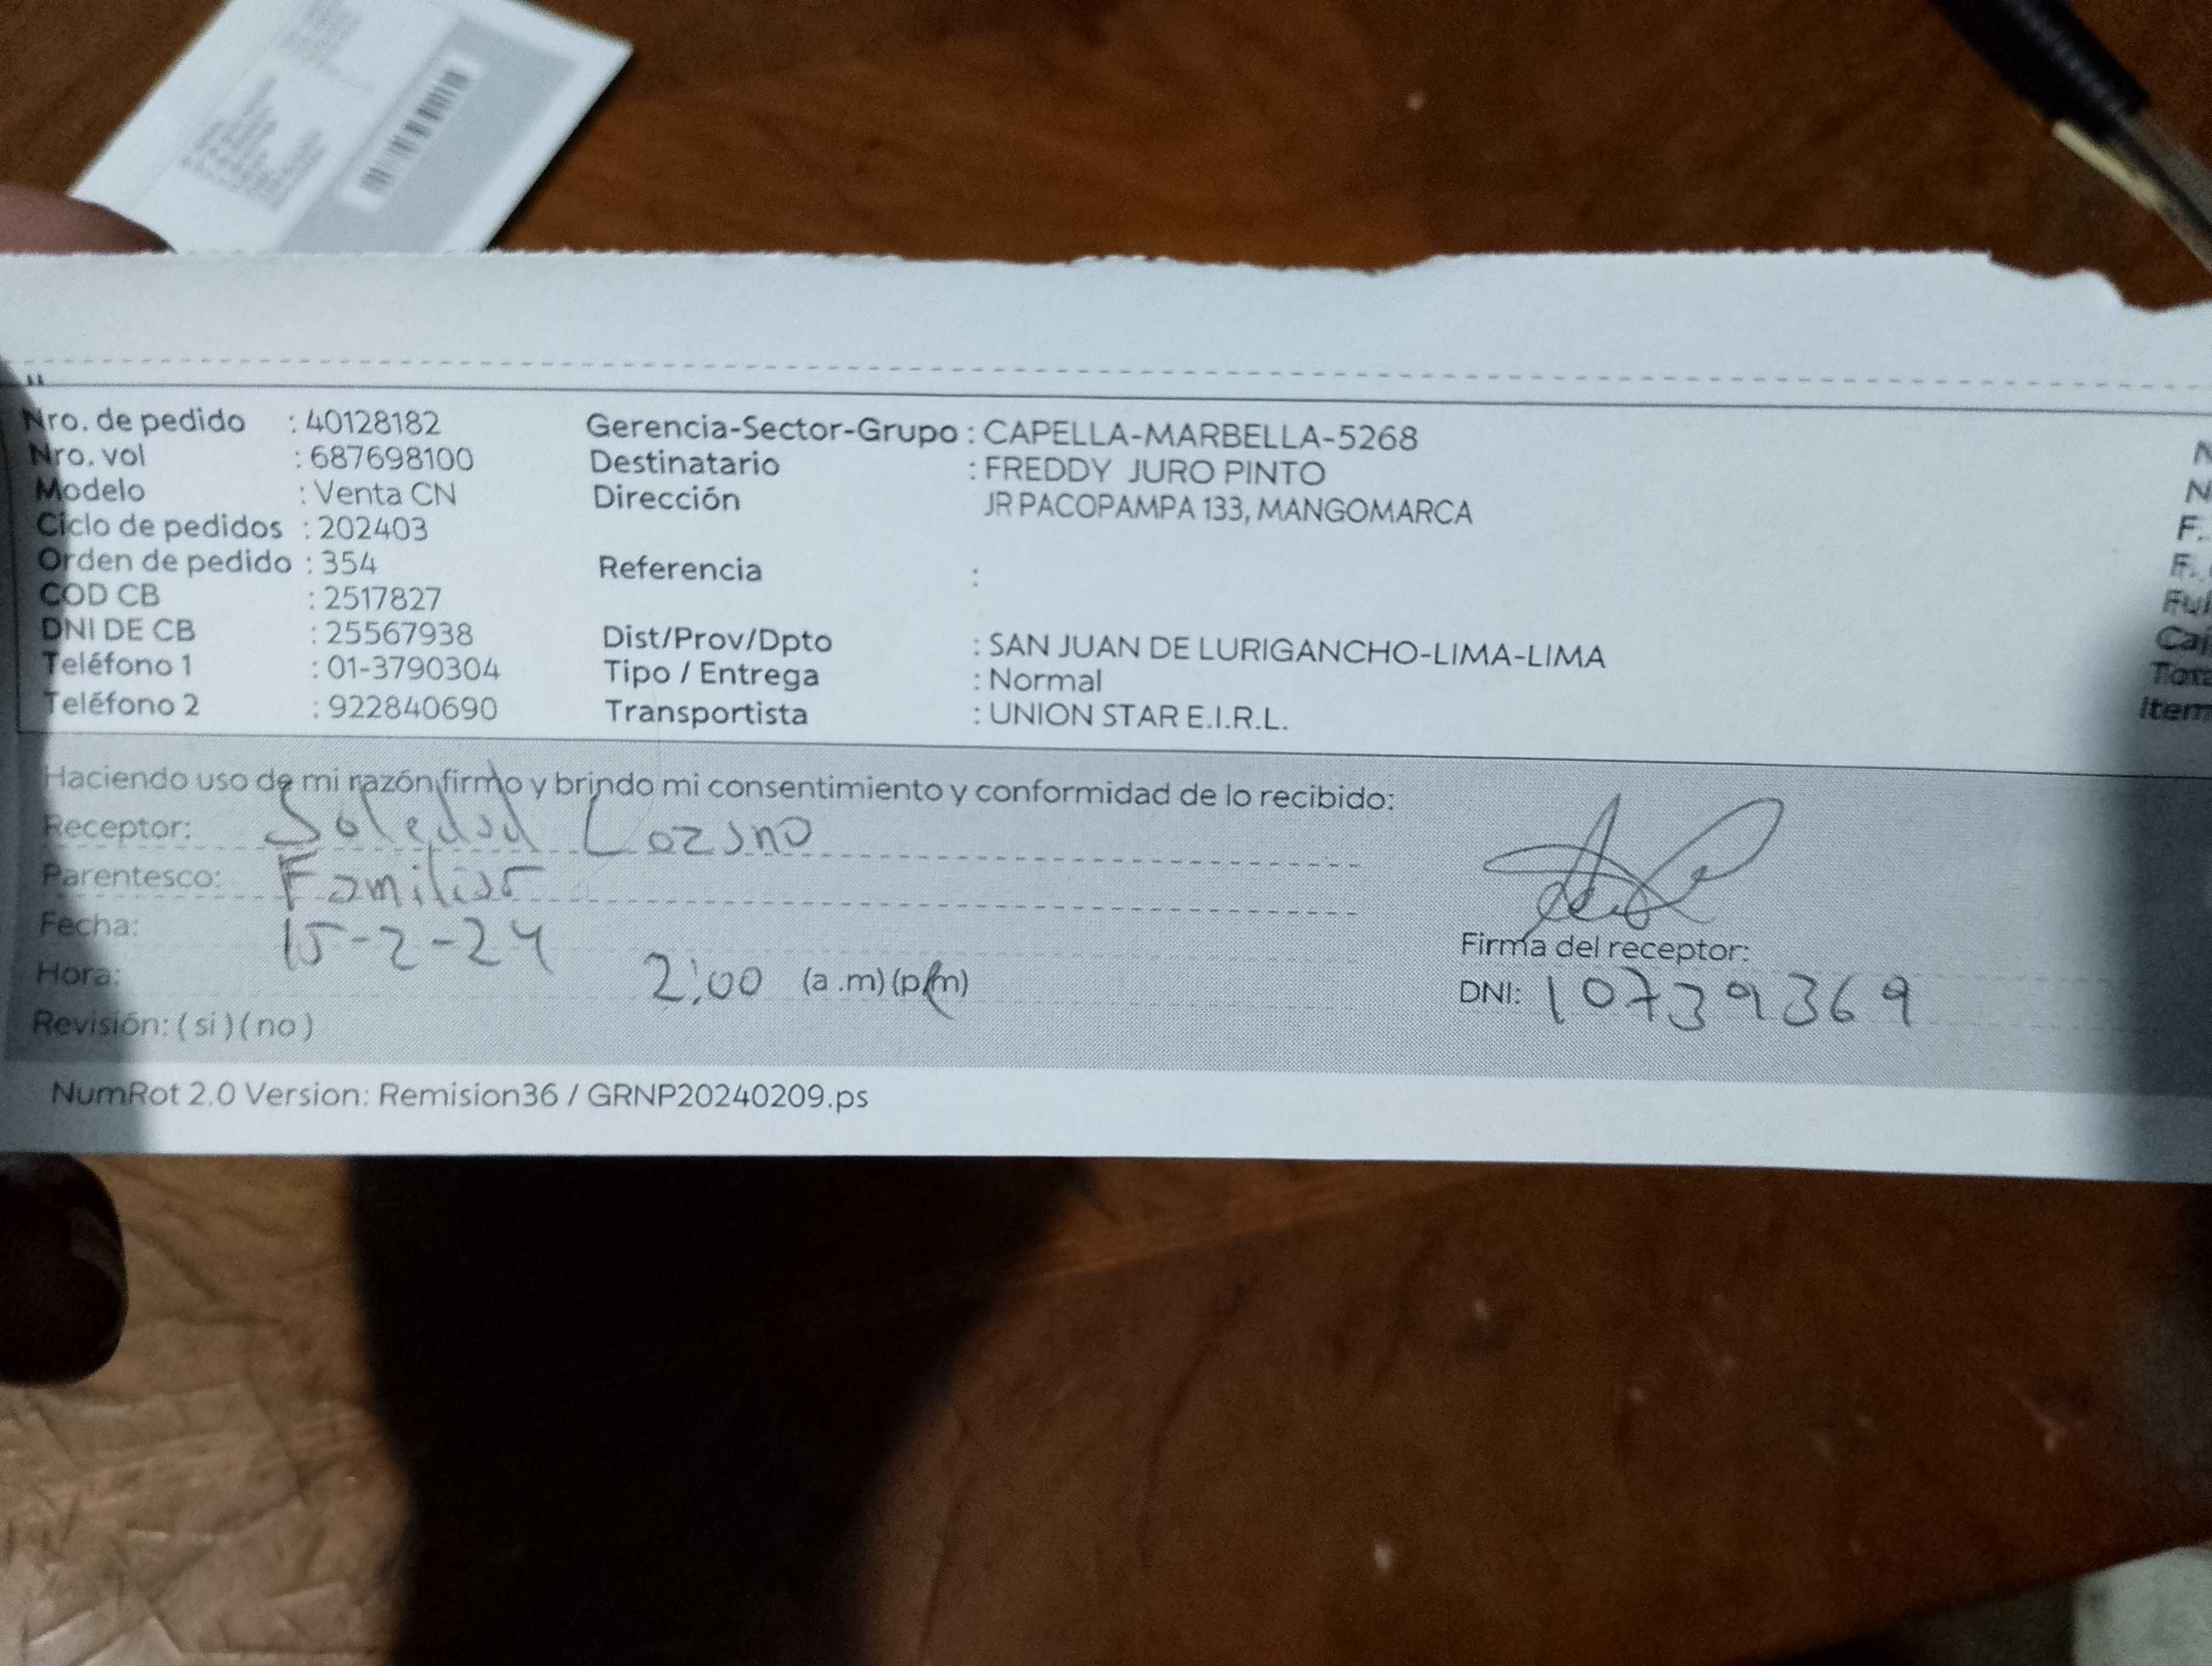 Nro. de pedido : 40128182
Nro. vol : 687698100
Modelo : Venta CN
Ciclo de pedidos : 202403
Orden de pedido : 354
COD CB : 2517827
DNI DE CB : 25567938
Teléfono 1 : 01-3790304
Teléfono 2 : 922840690
Gerencia-Sector-Grupo : CAPELLA-MARBELLA-5268
Destinatario : FREDDY JURO PINTO
Dirección JR PACOPAMPA 133, MANGOMARCA
Referencia :
Dist/Prov/Dpto : SAN JUAN DE LURIGANCHO-LIMA-LIMA
Tipo / Entrega : Normal
Transportista : UNION STAR E.I.R.L.
N
N
F.
F.
Haciendo uso de mi razón firmo y brindo mi consentimiento y conformidad de lo recibido:
Receptor: Soledad Lozano
Parentesco: Familiar
Fecha: 15-2-24
Hora: 2:00 (a .m) (p.m)
Revisión: ( si ) ( no )
Firma del receptor:
DNI: 10739369
NumRot 2.0 Version: Remision36 / GRNP20240209.ps